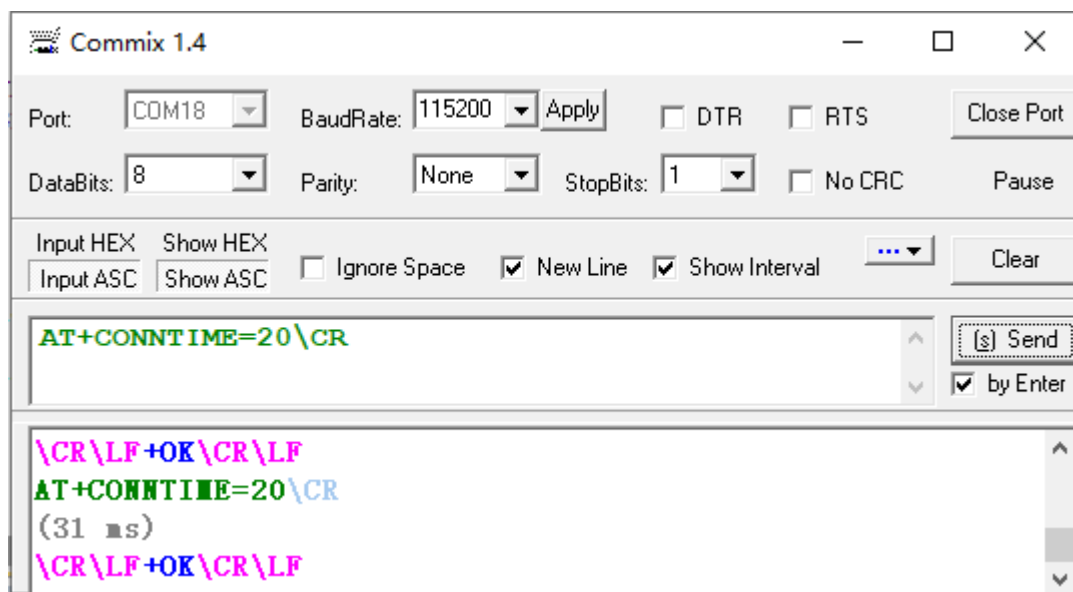 Commix 1.4
Port: COM18 BaudRate: 115200 Apply DTR RTS Close Port
DataBits: 8 Parity: None StopBits: 1 No CRC Pause
Input HEX Show HEX
Input ASC Show ASC Ignore Space New Line Show Interval ... Clear
AT+CONNTIME=20\CR
(s) Send
by Enter
\CR\LF+OK\CR\LF
AT+CONNTIME=20\CR
(31 ms)
\CR\LF+OK\CR\LF